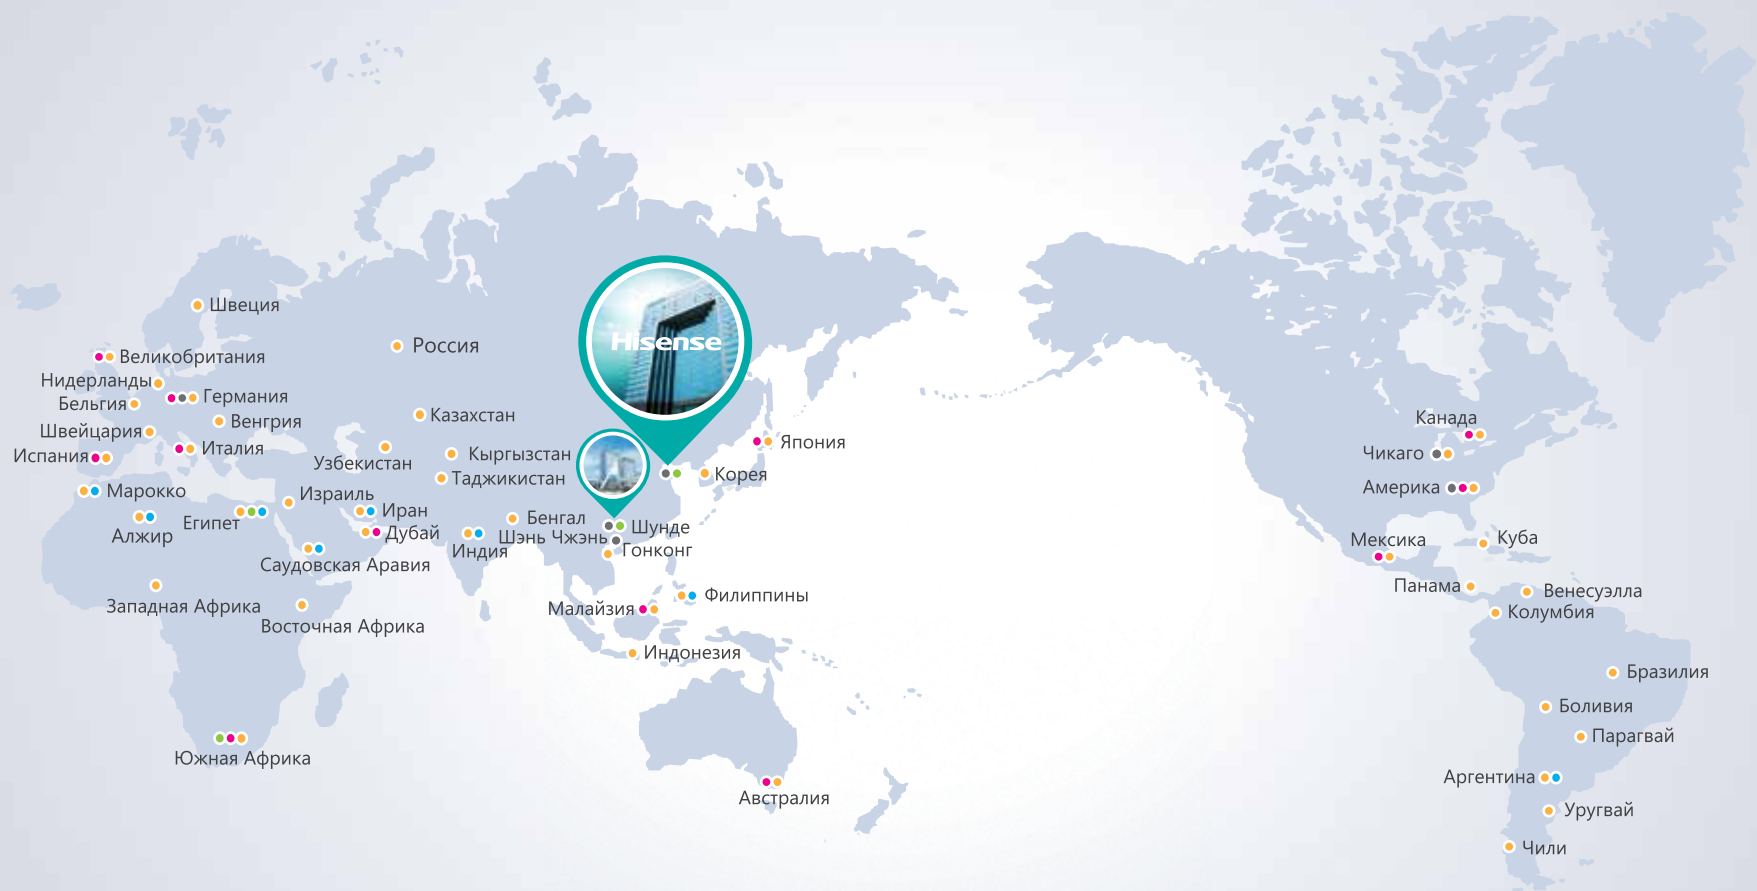 Швеция
Hisense
Россия
Великобритания
Нидерланды
Германия
Бельгия
Казахстан
Венгрия
Канада
Швейцария
Япония
Италия
Чикаго
Испания
Кыргызстан
Узбекистан
Корея
Таджикистан
Америка
Марокко
Израиль
Иран
Бенгал
Египет
Шунде
Алжир
Дубай
Шэнь Чжэнь
Куба
Мексика
Индия
Гонконг
Саудовская Аравия
Панама
Венесуэлла
Филиппины
Западная Африка
Малайзия
Колумбия
Восточная Африка
Индонезия
Бразилия
Боливия
Парагвай
Южная Африка
Аргентина
Австралия
Уругвай
Чили